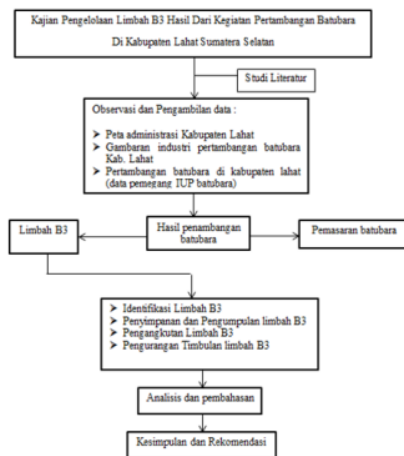 Kajian Pengelolaan Limbah B3 Hasil Dari Kegiatan Pertambangan Batubara
Di Kabupaten Lahat Sumatera Selatan
Studi Literatur
Observasi dan Pengambilan data :
➤ Peta administrasi Kabupaten Lahat
➤ Gambaran industri pertambangan batubara
Kab. Lahat
➤ Pertambangan batubara di kabupaten lahat
(data pemegang IUP batubara)
Limbah B3
Hasil penambangan
batubara
Pemasaran batubara
➤ Identifikasi Limbah B3
➤ Penyimpanan dan Pengumpulan limbah B3
➤ Pengangkutan Limbah B3
➤ Pengurangan Timbulan limbah B3
Analisis dan pembahasan
Kesimpulan dan Rekomendasi